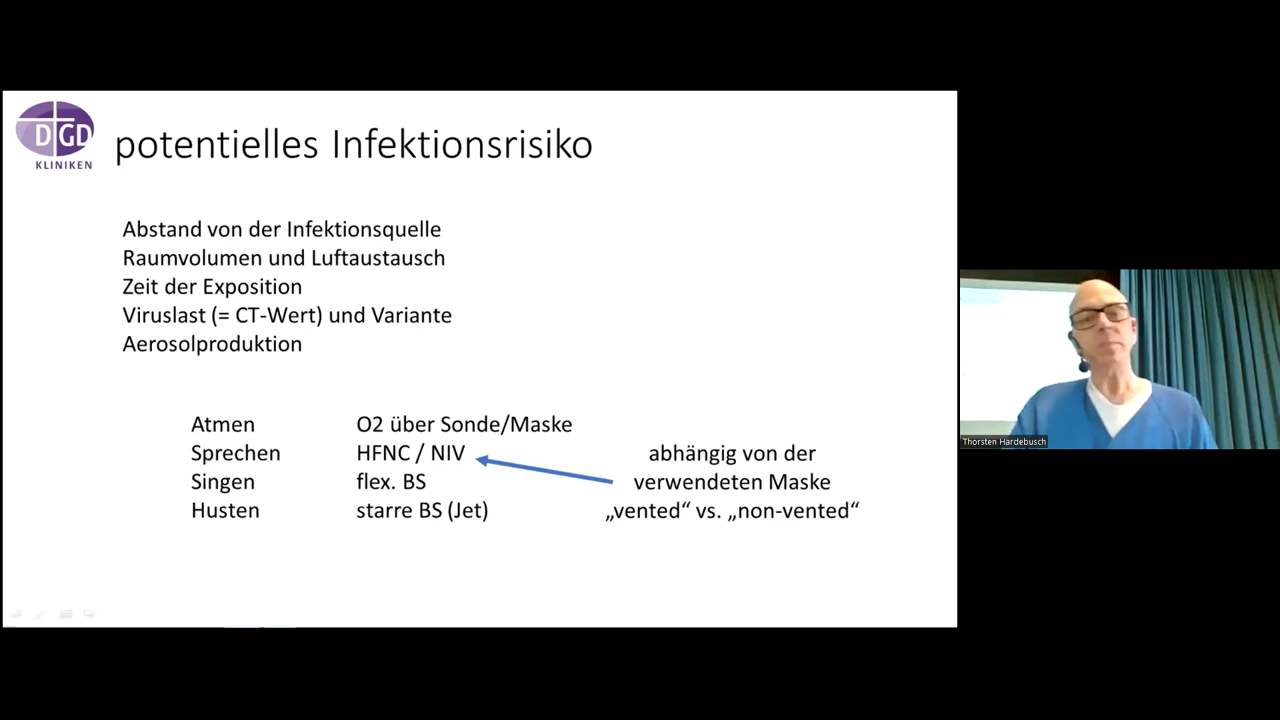 DGD
KLINIKEN
potentielles Infektionsrisiko
Abstand von der Infektionsquelle
Raumvolumen und Luftaustausch
Zeit der Exposition
Viruslast (= CT-Wert) und Variante
Aerosolproduktion
Atmen O2 über Sonde/Maske
Sprechen HFNC / NIV abhängig von der
Singen flex. BS verwendeten Maske
Husten starre BS (Jet) „vented“ vs. „non-vented“
Thorsten Hardebusch